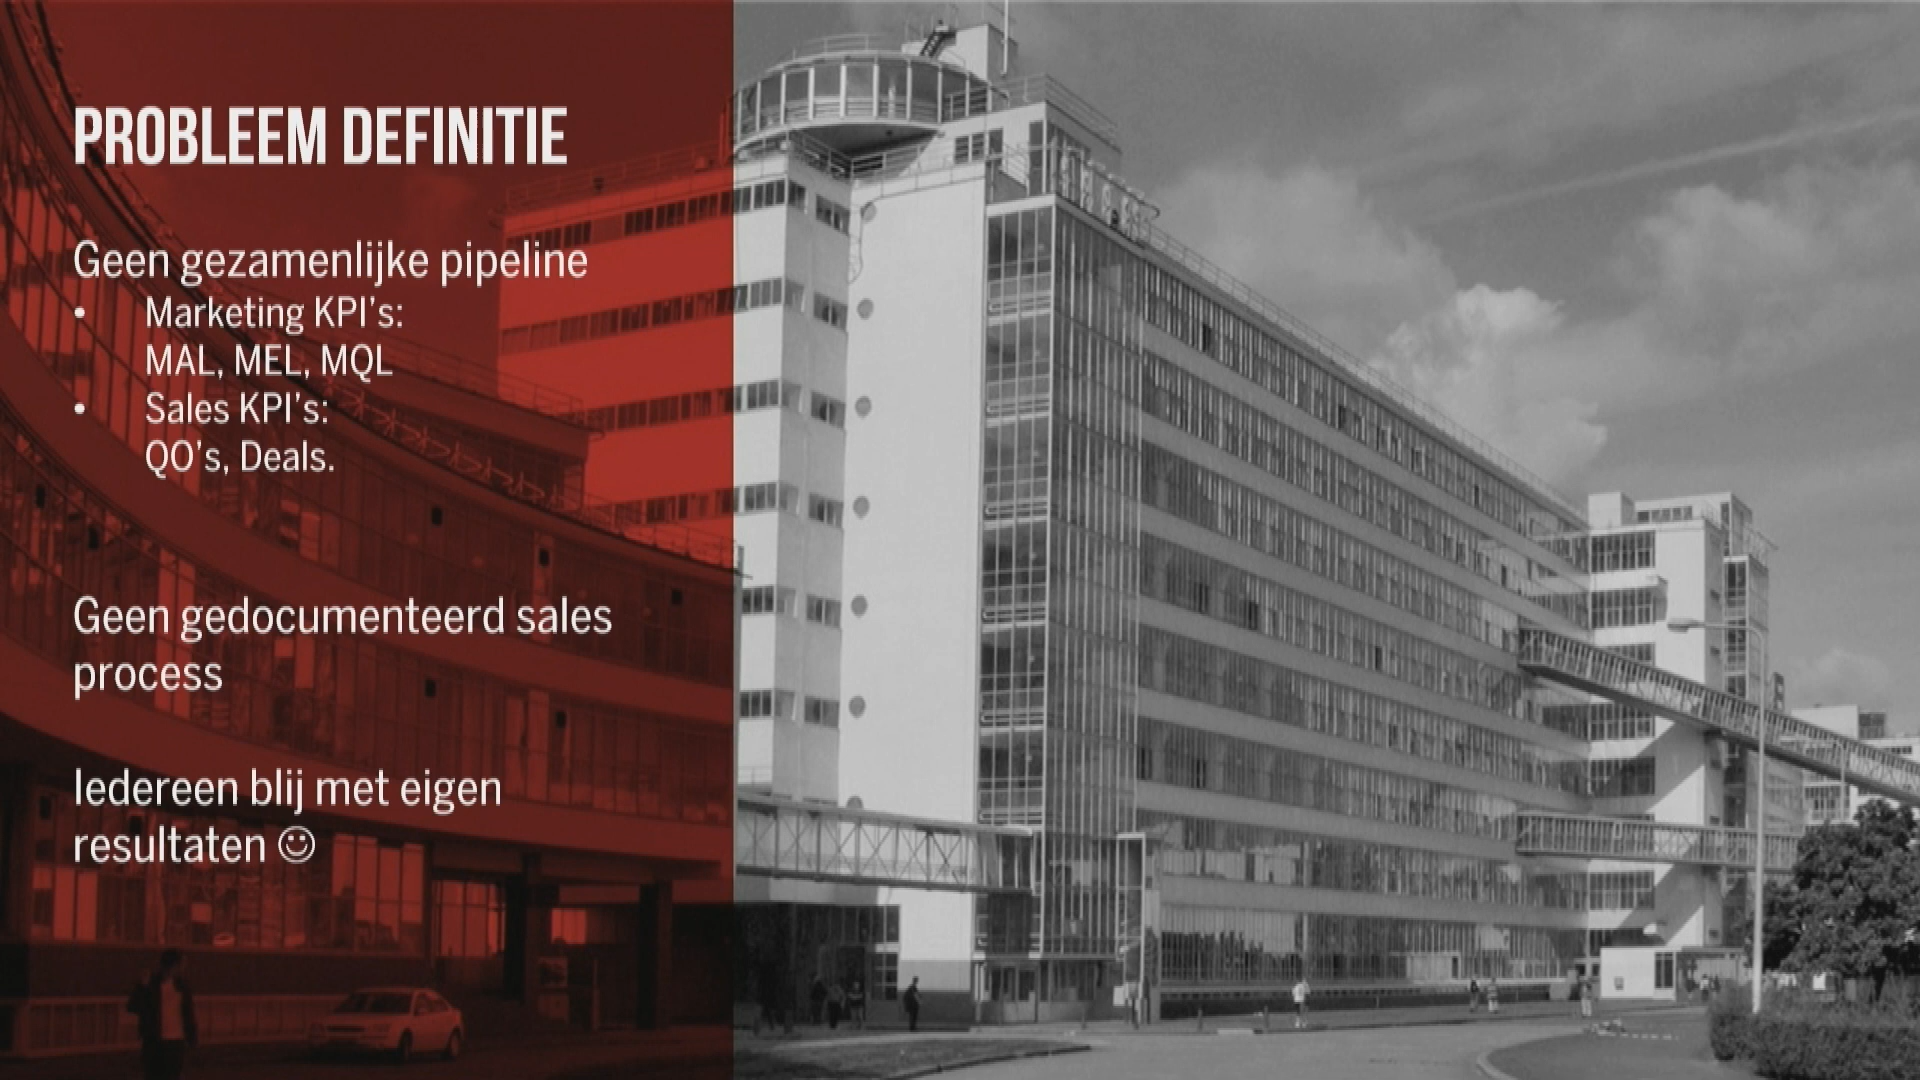 PROBLEEM DEFINITIE
Geen gezamenlijke pipeline
• Marketing KPI's:
MAL, MEL, MQL
• Sales KPI's:
QO's, Deals.
Geen gedocumenteerd sales
process
Iedereen blij met eigen
resultaten ☺